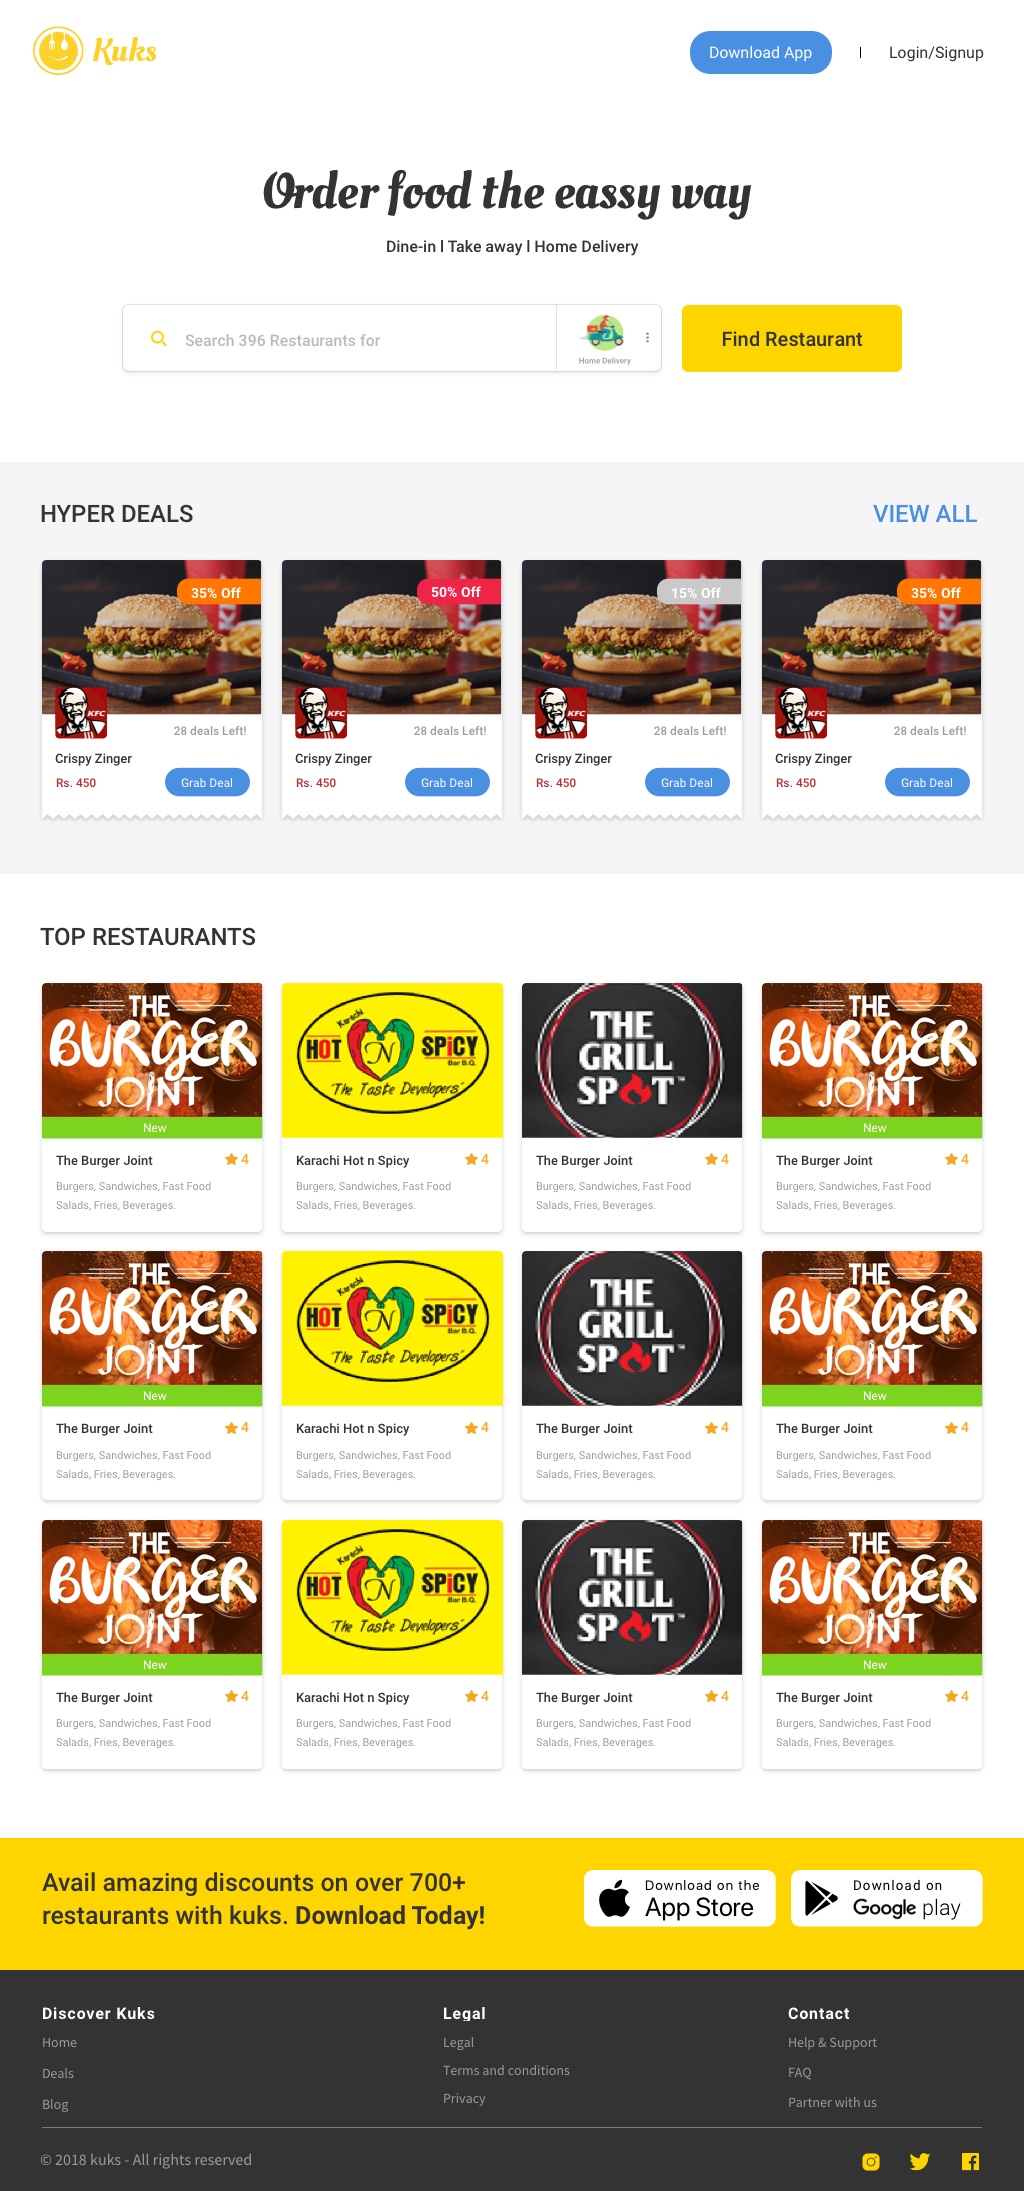 Kuks
Download App
Login/Signup
Order food the eassy way
Dine-in | Take away | Home Delivery
Search 396 Restaurants for
Home Delivery
Find Restaurant
HYPER DEALS
VIEW ALL
35% Off
KFC
28 deals Left!
Crispy Zinger
Rs. 450
Grab Deal
50% Off
KFC
28 deals Left!
Crispy Zinger
Rs. 450
Grab Deal
15% Off
KFC
28 deals Left!
Crispy Zinger
Rs. 450
Grab Deal
35% Off
KFC
28 deals Left!
Crispy Zinger
Rs. 450
Grab Deal
TOP RESTAURANTS
THE
BURGER
JOINT
New
The Burger Joint
4
Burgers, Sandwiches, Fast Food
Salads, Fries, Beverages.
Karachi
HOT N SPiCY
Bar B.Q.
"The Taste Developers"
Karachi Hot n Spicy
4
Burgers, Sandwiches, Fast Food
Salads, Fries, Beverages.
THE
GRILL
SPOT™
The Burger Joint
4
Burgers, Sandwiches, Fast Food
Salads, Fries, Beverages.
THE
BURGER
JOINT
New
The Burger Joint
4
Burgers, Sandwiches, Fast Food
Salads, Fries, Beverages.
THE
BURGER
JOINT
New
The Burger Joint
4
Burgers, Sandwiches, Fast Food
Salads, Fries, Beverages.
Karachi
HOT N SPiCY
Bar B.Q.
"The Taste Developers"
Karachi Hot n Spicy
4
Burgers, Sandwiches, Fast Food
Salads, Fries, Beverages.
THE
GRILL
SPOT™
The Burger Joint
4
Burgers, Sandwiches, Fast Food
Salads, Fries, Beverages.
THE
BURGER
JOINT
New
The Burger Joint
4
Burgers, Sandwiches, Fast Food
Salads, Fries, Beverages.
THE
BURGER
JOINT
New
The Burger Joint
4
Burgers, Sandwiches, Fast Food
Salads, Fries, Beverages.
Karachi
HOT N SPiCY
Bar B.Q.
"The Taste Developers"
Karachi Hot n Spicy
4
Burgers, Sandwiches, Fast Food
Salads, Fries, Beverages.
THE
GRILL
SPOT™
The Burger Joint
4
Burgers, Sandwiches, Fast Food
Salads, Fries, Beverages.
THE
BURGER
JOINT
New
The Burger Joint
4
Burgers, Sandwiches, Fast Food
Salads, Fries, Beverages.
Avail amazing discounts on over 700+
restaurants with kuks. Download Today!
Download on the
App Store
Download on
Google play
Discover Kuks
Home
Deals
Blog
Legal
Legal
Terms and conditions
Privacy
Contact
Help & Support
FAQ
Partner with us
© 2018 kuks - All rights reserved